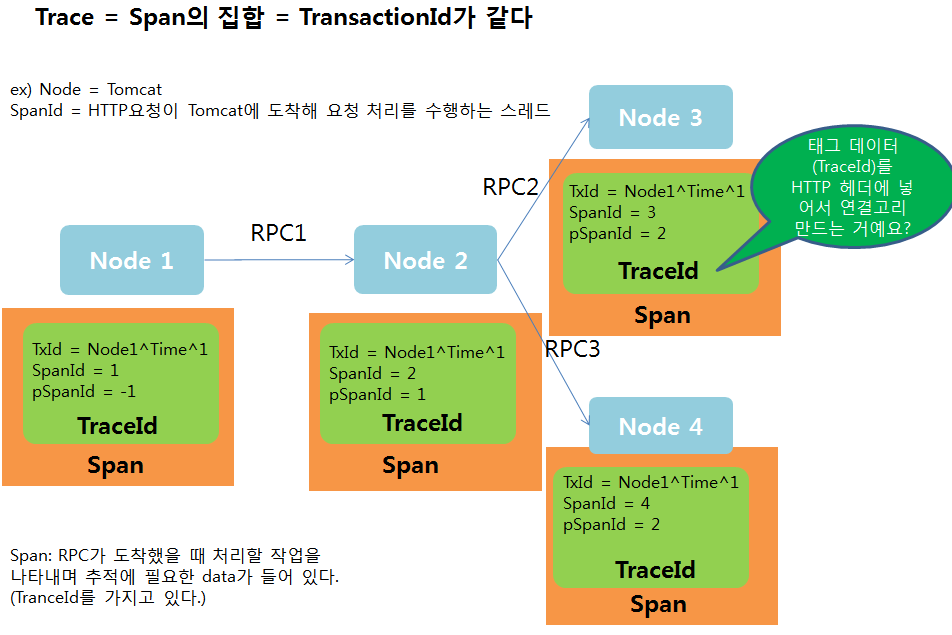 Trace = Span의 집합 = TransactionId가 같다
ex) Node = Tomcat
SpanId = HTTP요청이 Tomcat에 도착해 요청 처리를 수행하는 스레드
Node 1
RPC1
Node 2
RPC2
Node 3
RPC3
Node 4
태그 데이터
(TraceId)를
HTTP 헤더에 넣
어서 연결고리
만드는 거예요?
TxId = Node1^Time^1
SpanId = 1
pSpanId = -1
TraceId
Span
TxId = Node1^Time^1
SpanId = 2
pSpanId = 1
TraceId
Span
TxId = Node1^Time^1
SpanId = 3
pSpanId = 2
TraceId
Span
TxId = Node1^Time^1
SpanId = 4
pSpanId = 2
TraceId
Span
Span: RPC가 도착했을 때 처리할 작업을
나타내며 추적에 필요한 data가 들어 있다.
(TranceId를 가지고 있다.)